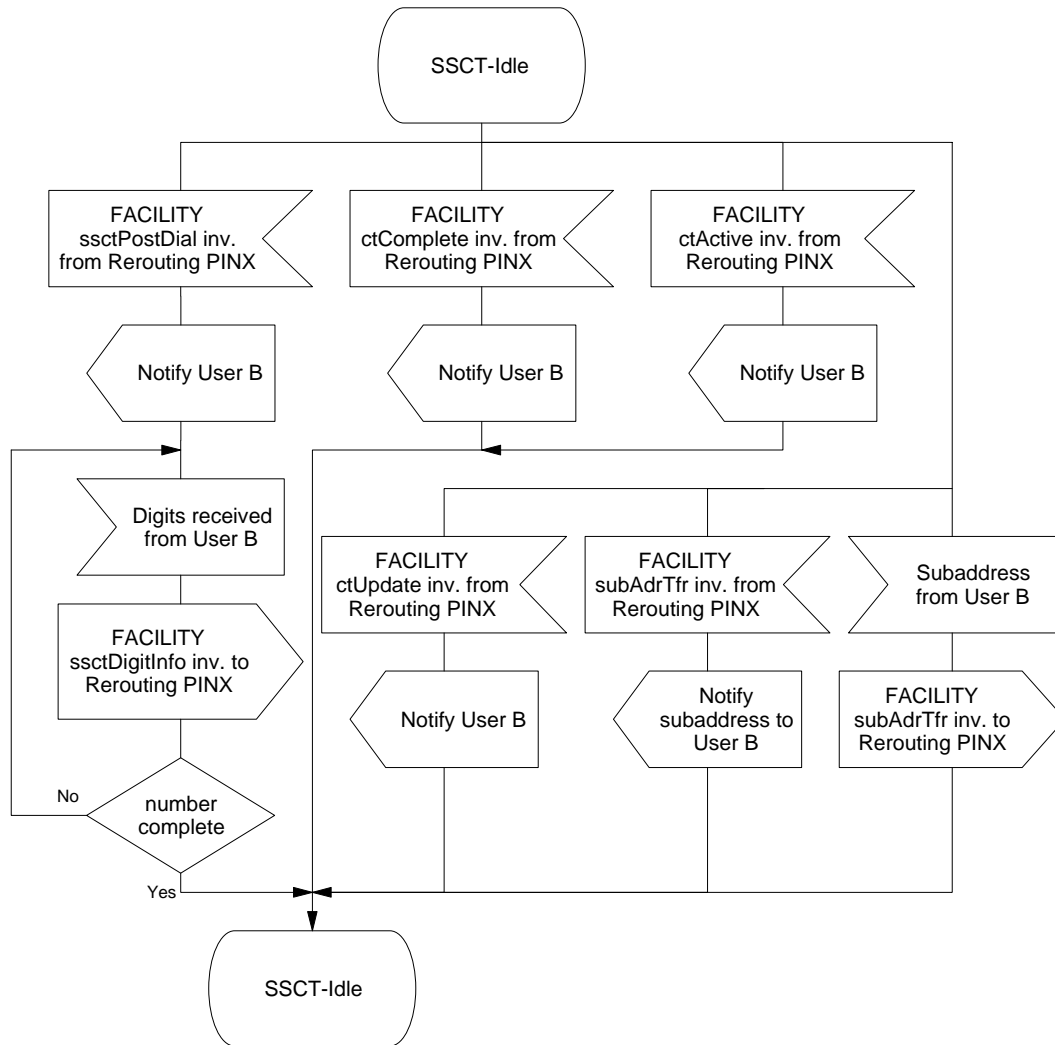 SSCT-Idle
FACILITY
ssctPostDial inv.
from Rerouting PINX
FACILITY
ctComplete inv. from
Rerouting PINX
FACILITY
ctActive inv. from
Rerouting PINX
Notify User B
Notify User B
Notify User B
Digits received
from User B
FACILITY
ctUpdate inv. from
Rerouting PINX
FACILITY
subAdrTfr inv. from
Rerouting PINX
Subaddress
from User B
FACILITY
ssctDigitInfo inv. to
Rerouting PINX
Notify User B
Notify
subaddress to
User B
FACILITY
subAdrTfr inv. to
Rerouting PINX
No
number
complete
Yes
SSCT-Idle